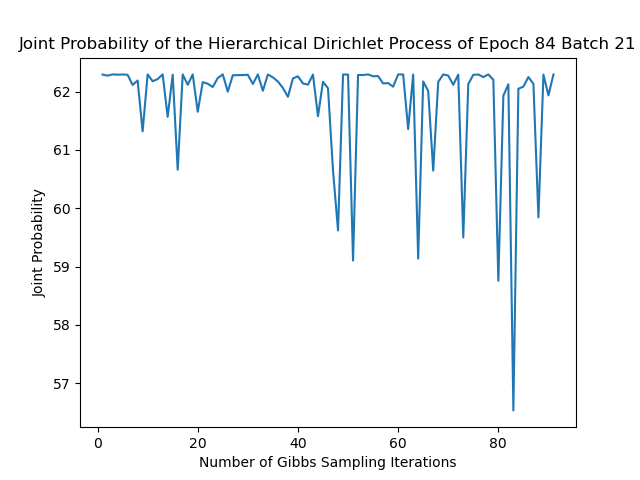 Joint Probability of the Hierarchical Dirichlet Process of Epoch 84 Batch 21
62
61
60
59
58
57
Joint Probability
0 20 40 60 80
Number of Gibbs Sampling Iterations